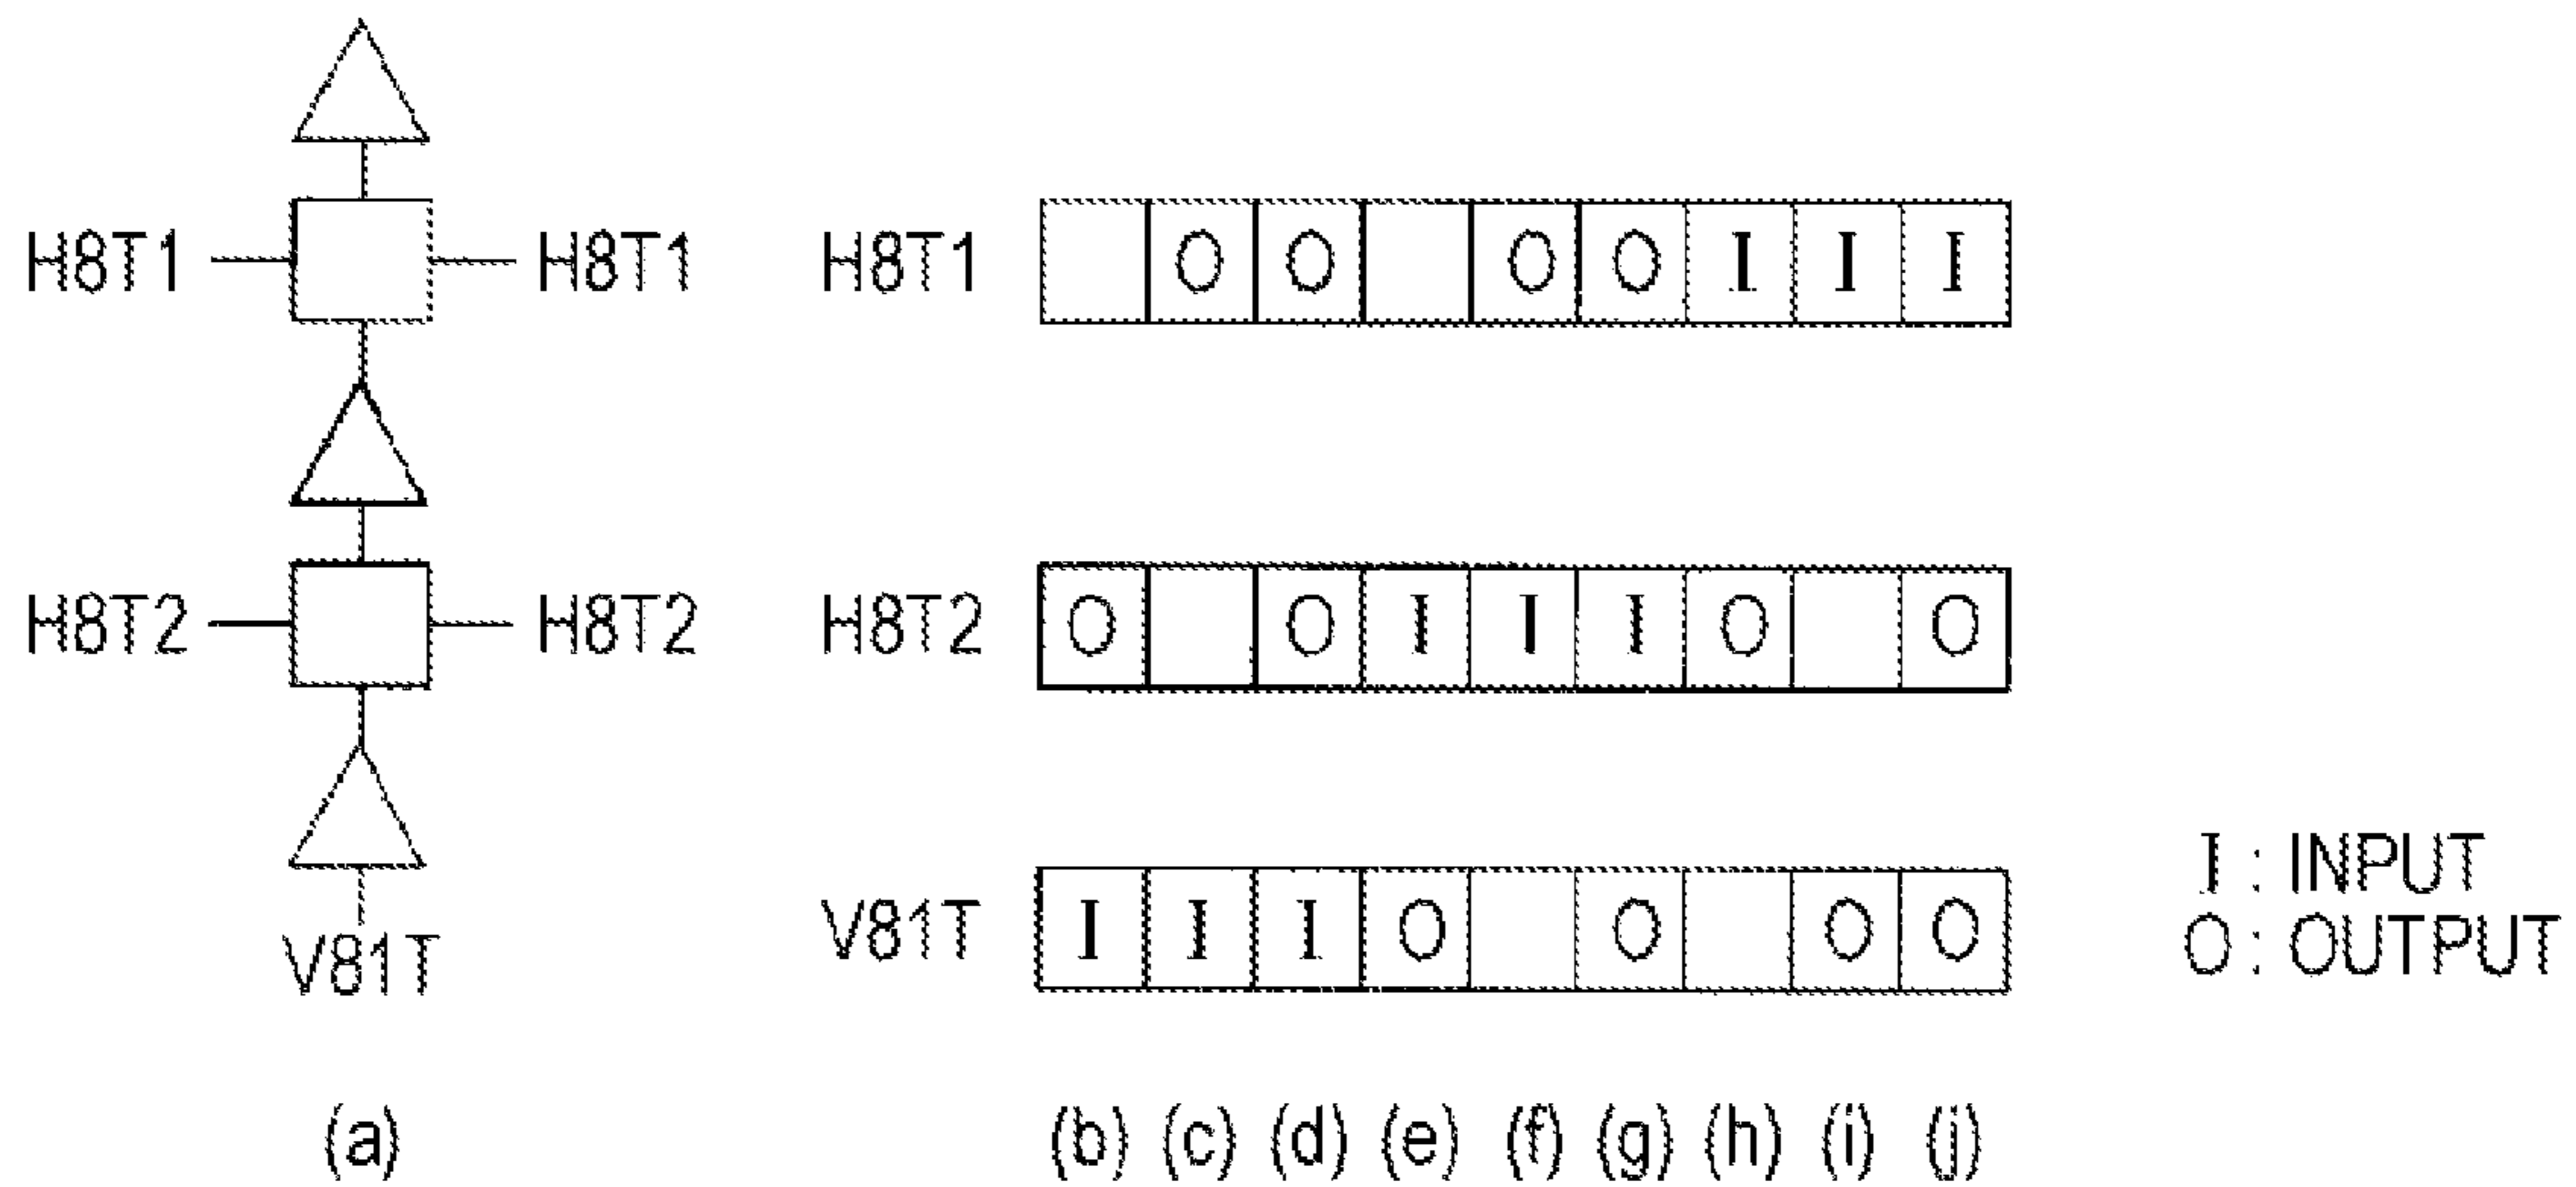 H8T1 H8T1 H8T1 O O O O I I I
H8T2 H8T2 H8T2 O O I I I O O
V81T V81T I I I O O O O
I : INPUT
O : OUTPUT
(a) (b) (c) (d) (e) (f) (g) (h) (i) (j)